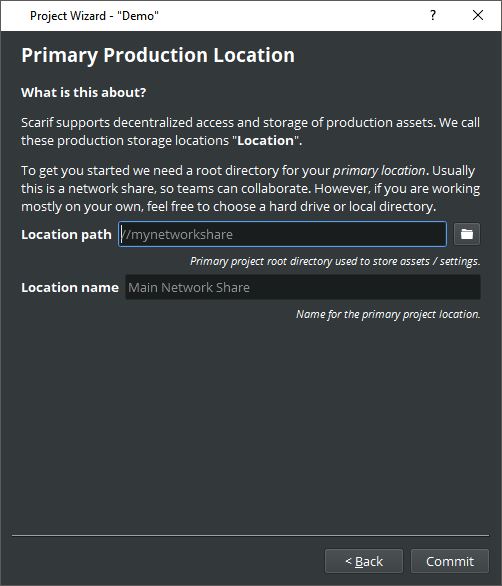 Project Wizard - "Demo"
?
Primary Production Location
What is this about?
Scarif supports decentralized access and storage of production assets. We call
these production storage locations "Location".
To get you started we need a root directory for your primary location. Usually
this is a network share, so teams can collaborate. However, if you are working
mostly on your own, feel free to choose a hard drive or local directory.
Location path //mynetworkshare
Primary project root directory used to store assets / settings.
Location name Main Network Share
Name for the primary project location.
< Back Commit